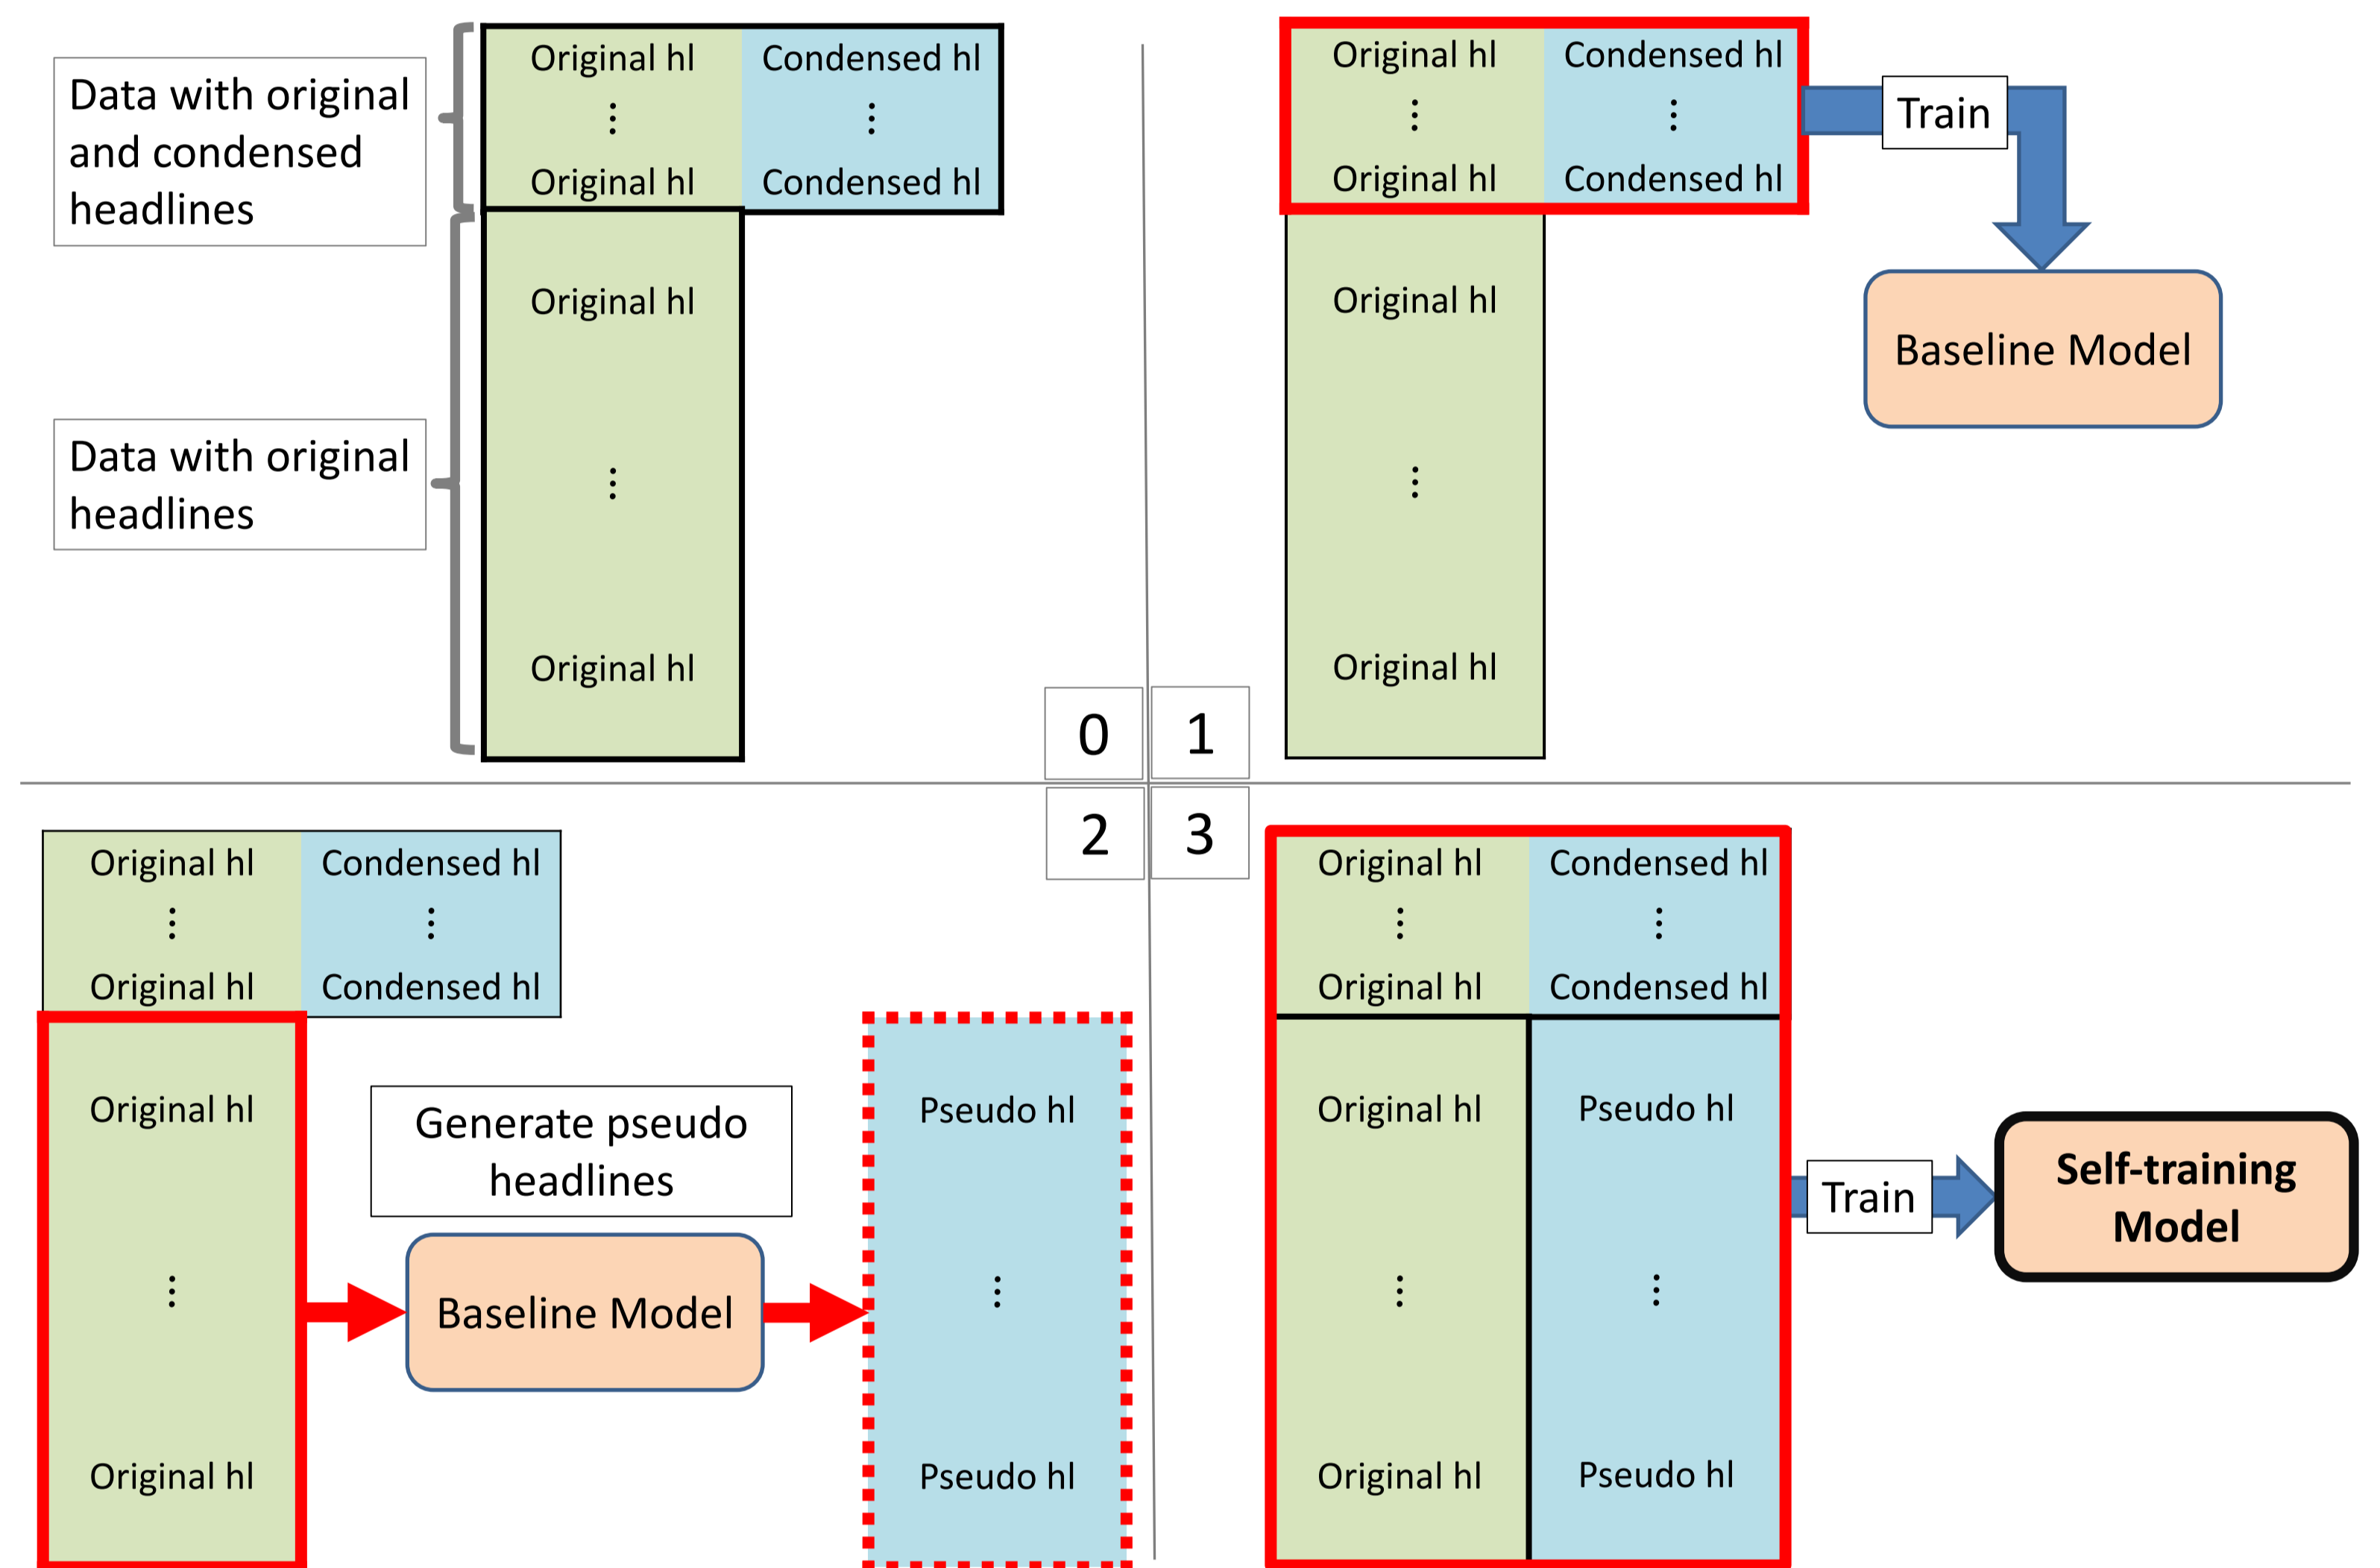 Data with original
and condensed
headlines
Original hl Condensed hl
⋮ ⋮
Original hl Condensed hl
Data with original
headlines
Original hl
⋮
Original hl
0
Original hl Condensed hl
⋮ ⋮
Original hl Condensed hl
Train
Baseline Model
Original hl
⋮
Original hl
1
2
Original hl Condensed hl
⋮ ⋮
Original hl Condensed hl
Original hl
⋮
Original hl
Generate pseudo
headlines
Baseline Model
Pseudo hl
⋮
Pseudo hl
3
Original hl Condensed hl
⋮ ⋮
Original hl Condensed hl
Original hl Pseudo hl
⋮ ⋮
Original hl Pseudo hl
Train
Self-training
Model